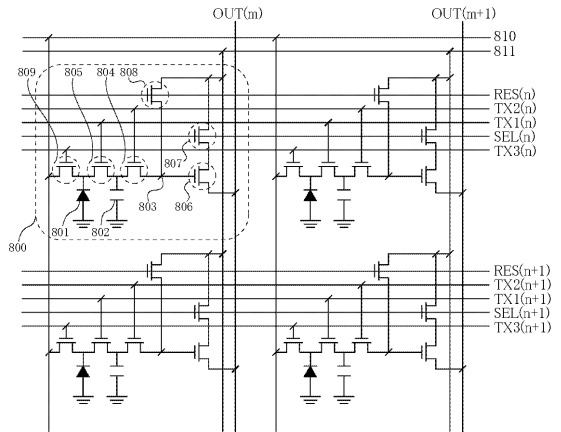 OUT(m) OUT(m+1)
810
811
809 805 804 808
RES(n)
TX2(n)
TX1(n)
SEL(n)
TX3(n)
807
801 802 803 806
800
RES(n+1)
TX2(n+1)
TX1(n+1)
SEL(n+1)
TX3(n+1)